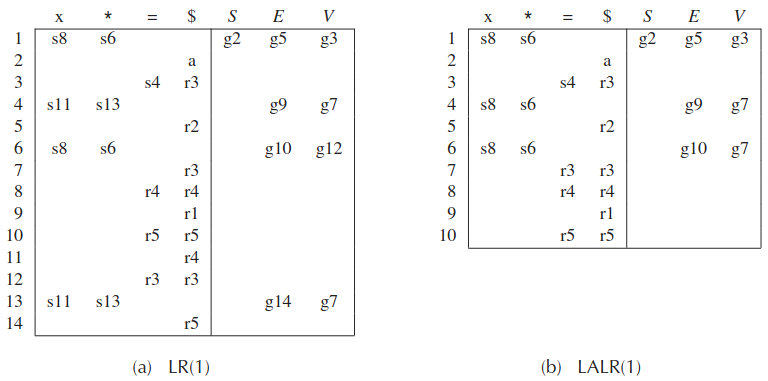 x * = $ S E V
1 s8 s6 g2 g5 g3
2 a
3 s4 r3
4 s11 s13 g9 g7
5 r2
6 s8 s6 g10 g12
7 r3
8 r4 r4
9 r1
10 r5 r5
11 r4
12 r3 r3
13 s11 s13 g14 g7
14 r5
(a) LR(1)
x * = $ S E V
1 s8 s6 g2 g5 g3
2 a
3 s4 r3
4 s8 s6 g9 g7
5 r2
6 s8 s6 g10 g7
7 r3 r3
8 r4 r4
9 r1
10 r5 r5
(b) LALR(1)